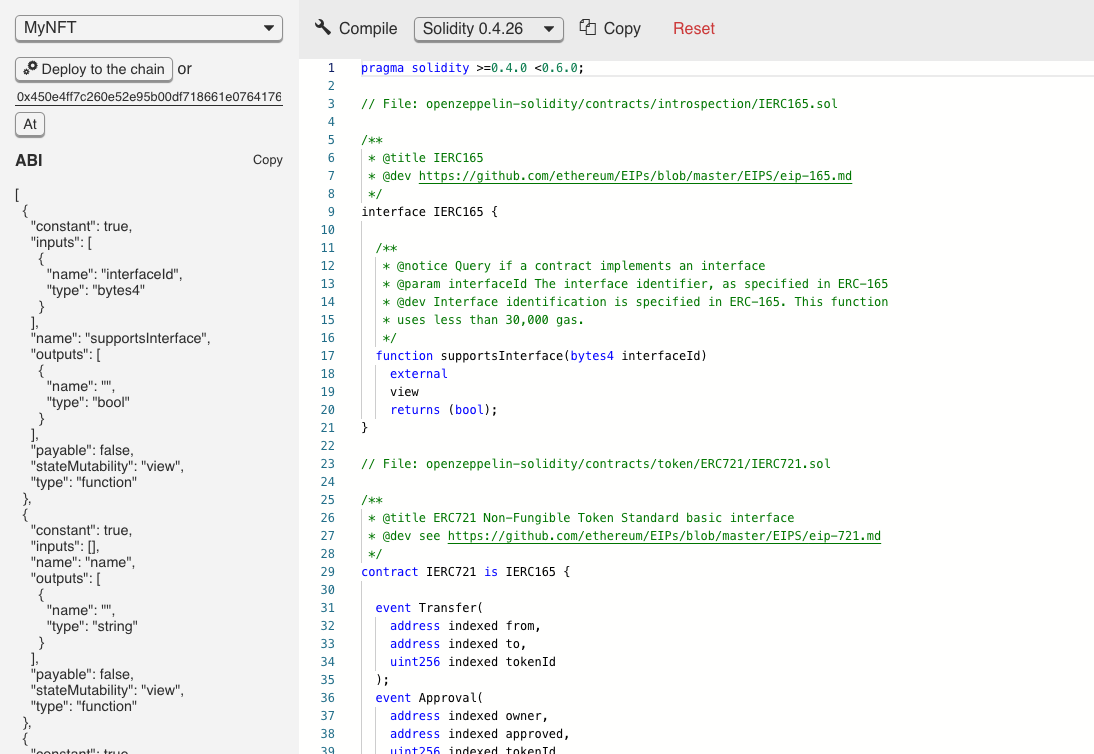 MyNFT
Deploy to the chain or
0x450e4ff7c260e52e95b00df718661e0764176
At
ABI Copy
[
{
"constant": true,
"inputs": [
{
"name": "interfaceId",
"type": "bytes4"
}
],
"name": "supportsInterface",
"outputs": [
{
"name": "",
"type": "bool"
}
],
"payable": false,
"stateMutability": "view",
"type": "function"
},
{
"constant": true,
"inputs": [],
"name": "name",
"outputs": [
{
"name": "",
"type": "string"
}
],
"payable": false,
"stateMutability": "view",
"type": "function"
},
{
"constant": true
Compile Solidity 0.4.26 Copy Reset
1 pragma solidity >=0.4.0 <0.6.0;
2
3 // File: openzeppelin-solidity/contracts/introspection/IERC165.sol
4
5 /**
6 * @title IERC165
7 * @dev https://github.com/ethereum/EIPs/blob/master/EIPS/eip-165.md
8 */
9 interface IERC165 {
10
11 /**
12 * @notice Query if a contract implements an interface
13 * @param interfaceId The interface identifier, as specified in ERC-165
14 * @dev Interface identification is specified in ERC-165. This function
15 * uses less than 30,000 gas.
16 */
17 function supportsInterface(bytes4 interfaceId)
18 external
19 view
20 returns (bool);
21 }
22
23 // File: openzeppelin-solidity/contracts/token/ERC721/IERC721.sol
24
25 /**
26 * @title ERC721 Non-Fungible Token Standard basic interface
27 * @dev see https://github.com/ethereum/EIPs/blob/master/EIPS/eip-721.md
28 */
29 contract IERC721 is IERC165 {
30
31 event Transfer(
32 address indexed from,
33 address indexed to,
34 uint256 indexed tokenId
35 );
36 event Approval(
37 address indexed owner,
38 address indexed approved,
39 uint256 indexed tokenId